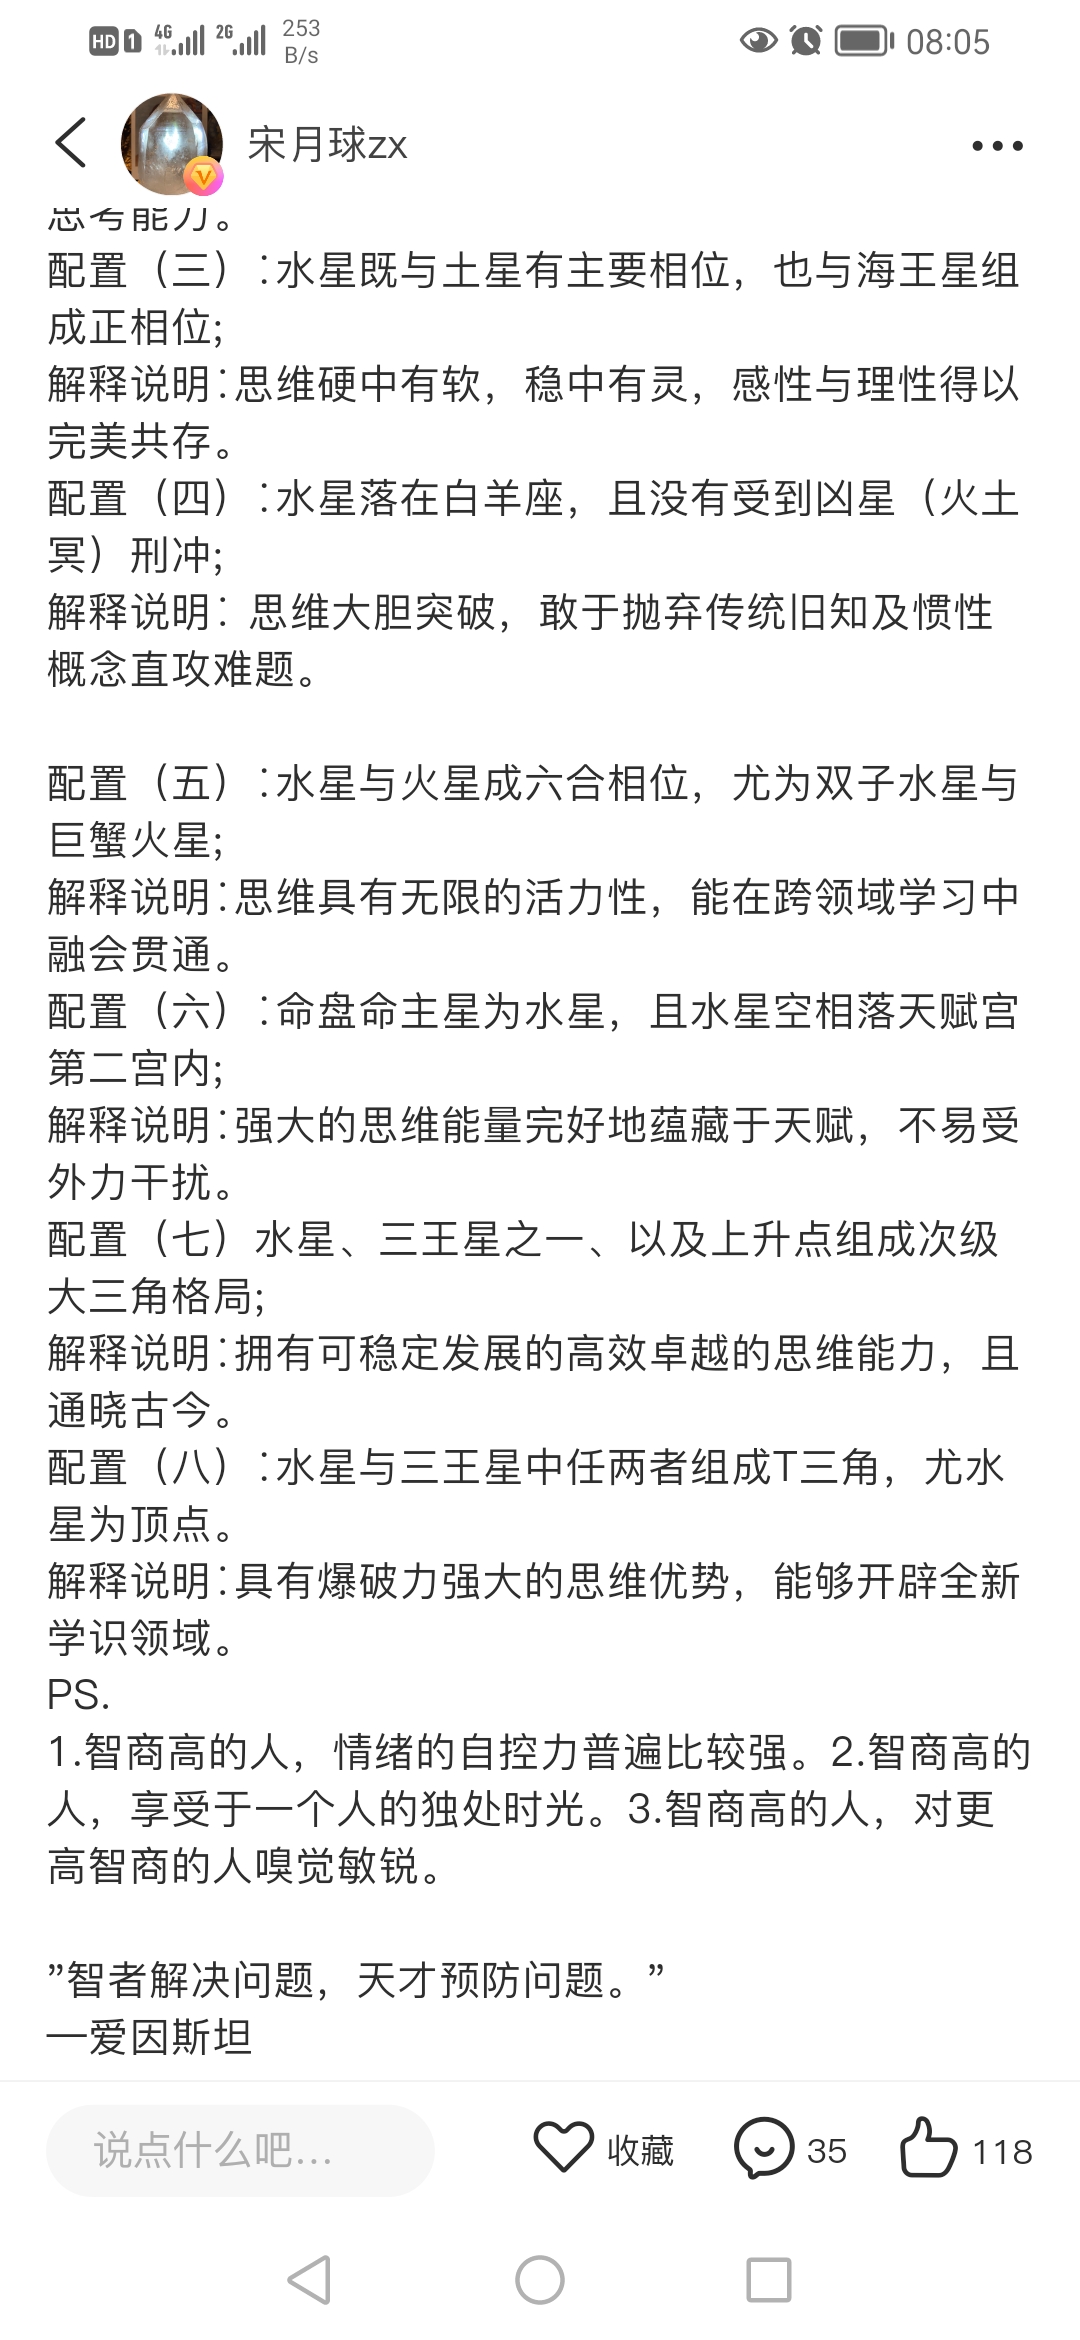 HD 1 4G 2G 253 B/s 08:05
宋月球zx
思考能力。
配置（三）:水星既与土星有主要相位，也与海王星组
成正相位;
解释说明:思维硬中有软，稳中有灵，感性与理性得以
完美共存。
配置（四）:水星落在白羊座，且没有受到凶星（火土
冥）刑冲;
解释说明：思维大胆突破，敢于抛弃传统旧知及惯性
概念直攻难题。
配置（五）:水星与火星成六合相位，尤为双子水星与
巨蟹火星;
解释说明:思维具有无限的活力性，能在跨领域学习中
融会贯通。
配置（六）:命盘命主星为水星，且水星空相落天赋宫
第二宫内;
解释说明:强大的思维能量完好地蕴藏于天赋，不易受
外力干扰。
配置（七）水星、三王星之一、以及上升点组成次级
大三角格局;
解释说明:拥有可稳定发展的高效卓越的思维能力，且
通晓古今。
配置（八）:水星与三王星中任两者组成T三角，尤水
星为顶点。
解释说明:具有爆破力强大的思维优势，能够开辟全新
学识领域。
PS.
1.智商高的人，情绪的自控力普遍比较强。2.智商高的
人，享受于一个人的独处时光。3.智商高的人，对更
高智商的人嗅觉敏锐。
”智者解决问题，天才预防问题。”
—爱因斯坦
说点什么吧... 收藏 35 118